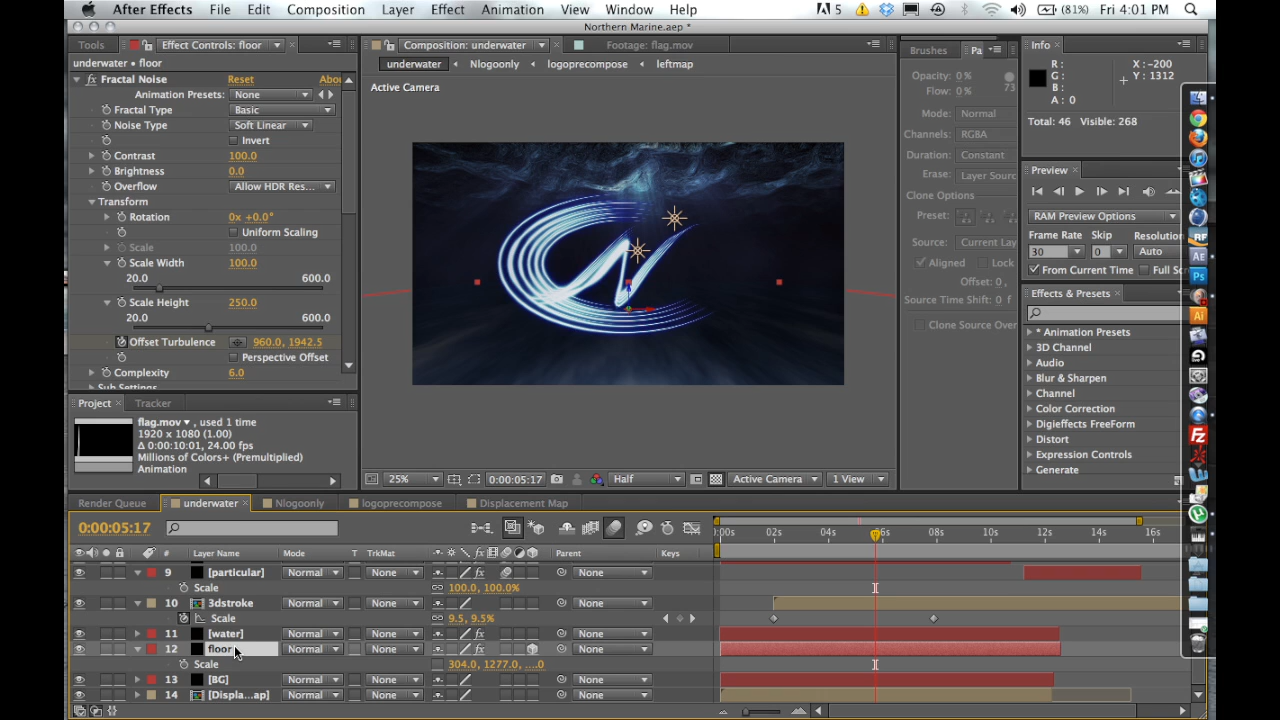 After Effects File Edit Composition Layer Effect Animation View Window Help 5 (81%) Fri 4:01 PM
Northern Marine.aep *
Tools Effect Controls: floor Composition: underwater Footage: flag.mov Brushes Pa Info
underwater • floor
underwater Nlogoonly logoprecompose leftmap
Fractal Noise Reset Abou
Animation Presets: None
Fractal Type Basic
Noise Type Soft Linear
Invert
Contrast 100.0
Brightness 0.0
Overflow Allow HDR Res...
Transform
Rotation 0x +0.0°
Uniform Scaling
Scale 100.0
Scale Width 100.0
20.0 600.0
Scale Height 250.0
20.0 600.0
Offset Turbulence 960.0, 1942.5
Perspective Offset
Complexity 6.0
Sub Settings
Active Camera
25% 0:00:05:17 Half Active Camera 1 View
Opacity: 0 %
Flow: 0 % 73
Mode: Normal
Channels: RGBA
Duration: Constant
Erase: Layer Sourc
Clone Options
Preset:
Source: Current Lay
Aligned Lock
Offset: 0 ,
Source Time Shift: 0 f
Clone Source Over
R: X: -200
G: Y: 1312
B:
A: 0
Total: 46 Visible: 268
Preview
RAM Preview Options
Frame Rate Skip Resolution
30 0 Auto
From Current Time Full Scr
Effects & Presets
* Animation Presets
3D Channel
Audio
Blur & Sharpen
Channel
Color Correction
Digieffects FreeForm
Distort
Expression Controls
Generate
Project Tracker
flag.mov , used 1 time
1920 x 1080 (1.00)
Δ 0:00:10:01, 24.00 fps
Millions of Colors+ (Premultiplied)
Animation
Render Queue underwater Nlogoonly logoprecompose Displacement Map
0:00:05:17
:00s 02s 04s 06s 08s 10s 12s 14s 16s
# Layer Name Mode T TrkMat Parent Keys
9 [particular] Normal None None
Scale 100.0, 100.0%
10 3dstroke Normal None None
Scale 9.5, 9.5%
11 [water] Normal None None
12 floor Normal None None
Scale 304.0, 1277.0, ....0
13 [BG] Normal None None
14 [Displa...ap] Normal None None